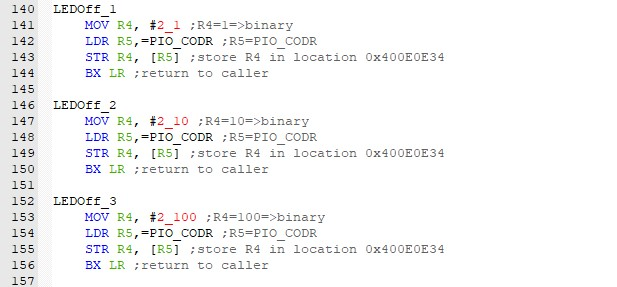 140 LEDOff_1
141     MOV R4, #2_1 ;R4=1=>binary
142     LDR R5,=PIO_CODR ;R5=PIO_CODR
143     STR R4, [R5] ;store R4 in location 0x400E0E34
144     BX LR ;return to caller
145
146 LEDOff_2
147     MOV R4, #2_10 ;R4=10=>binary
148     LDR R5,=PIO_CODR ;R5=PIO_CODR
149     STR R4, [R5] ;store R4 in location 0x400E0E34
150     BX LR ;return to caller
151
152 LEDOff_3
153     MOV R4, #2_100 ;R4=100=>binary
154     LDR R5,=PIO_CODR ;R5=PIO_CODR
155     STR R4, [R5] ;store R4 in location 0x400E0E34
156     BX LR ;return to caller
157